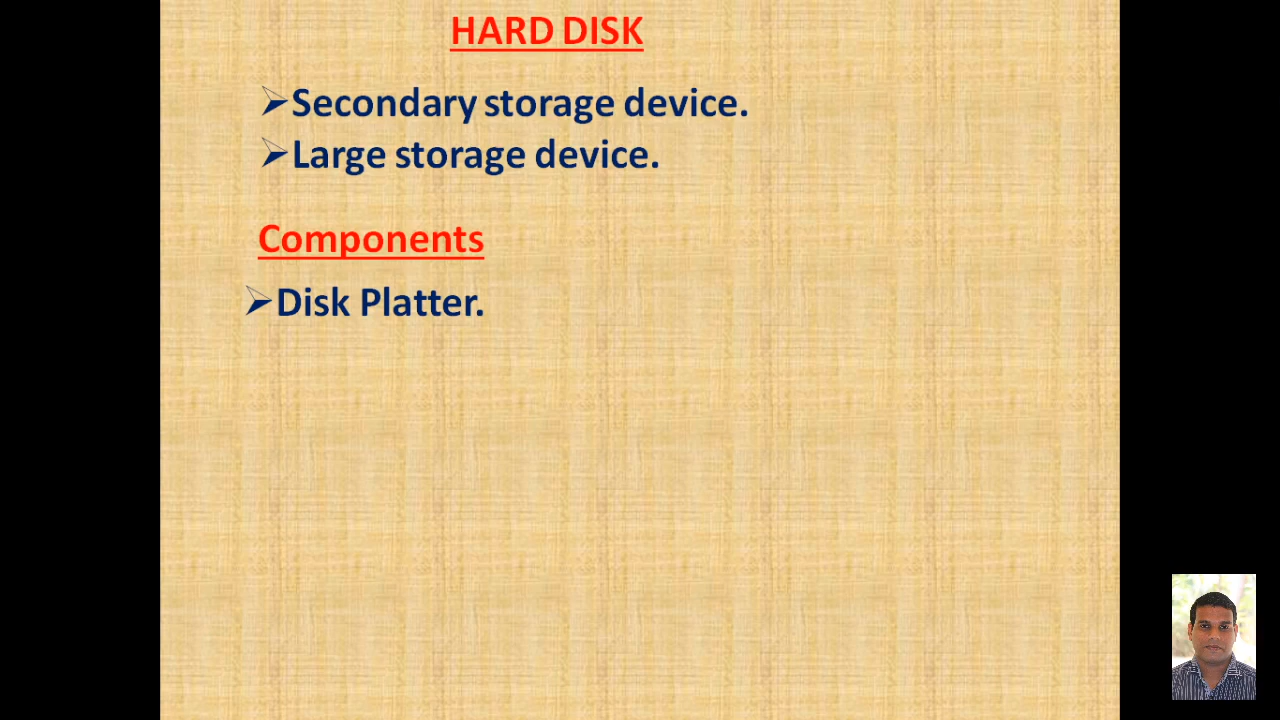 HARD DISK
➢Secondary storage device.
➢Large storage device.
Components
➢Disk Platter.